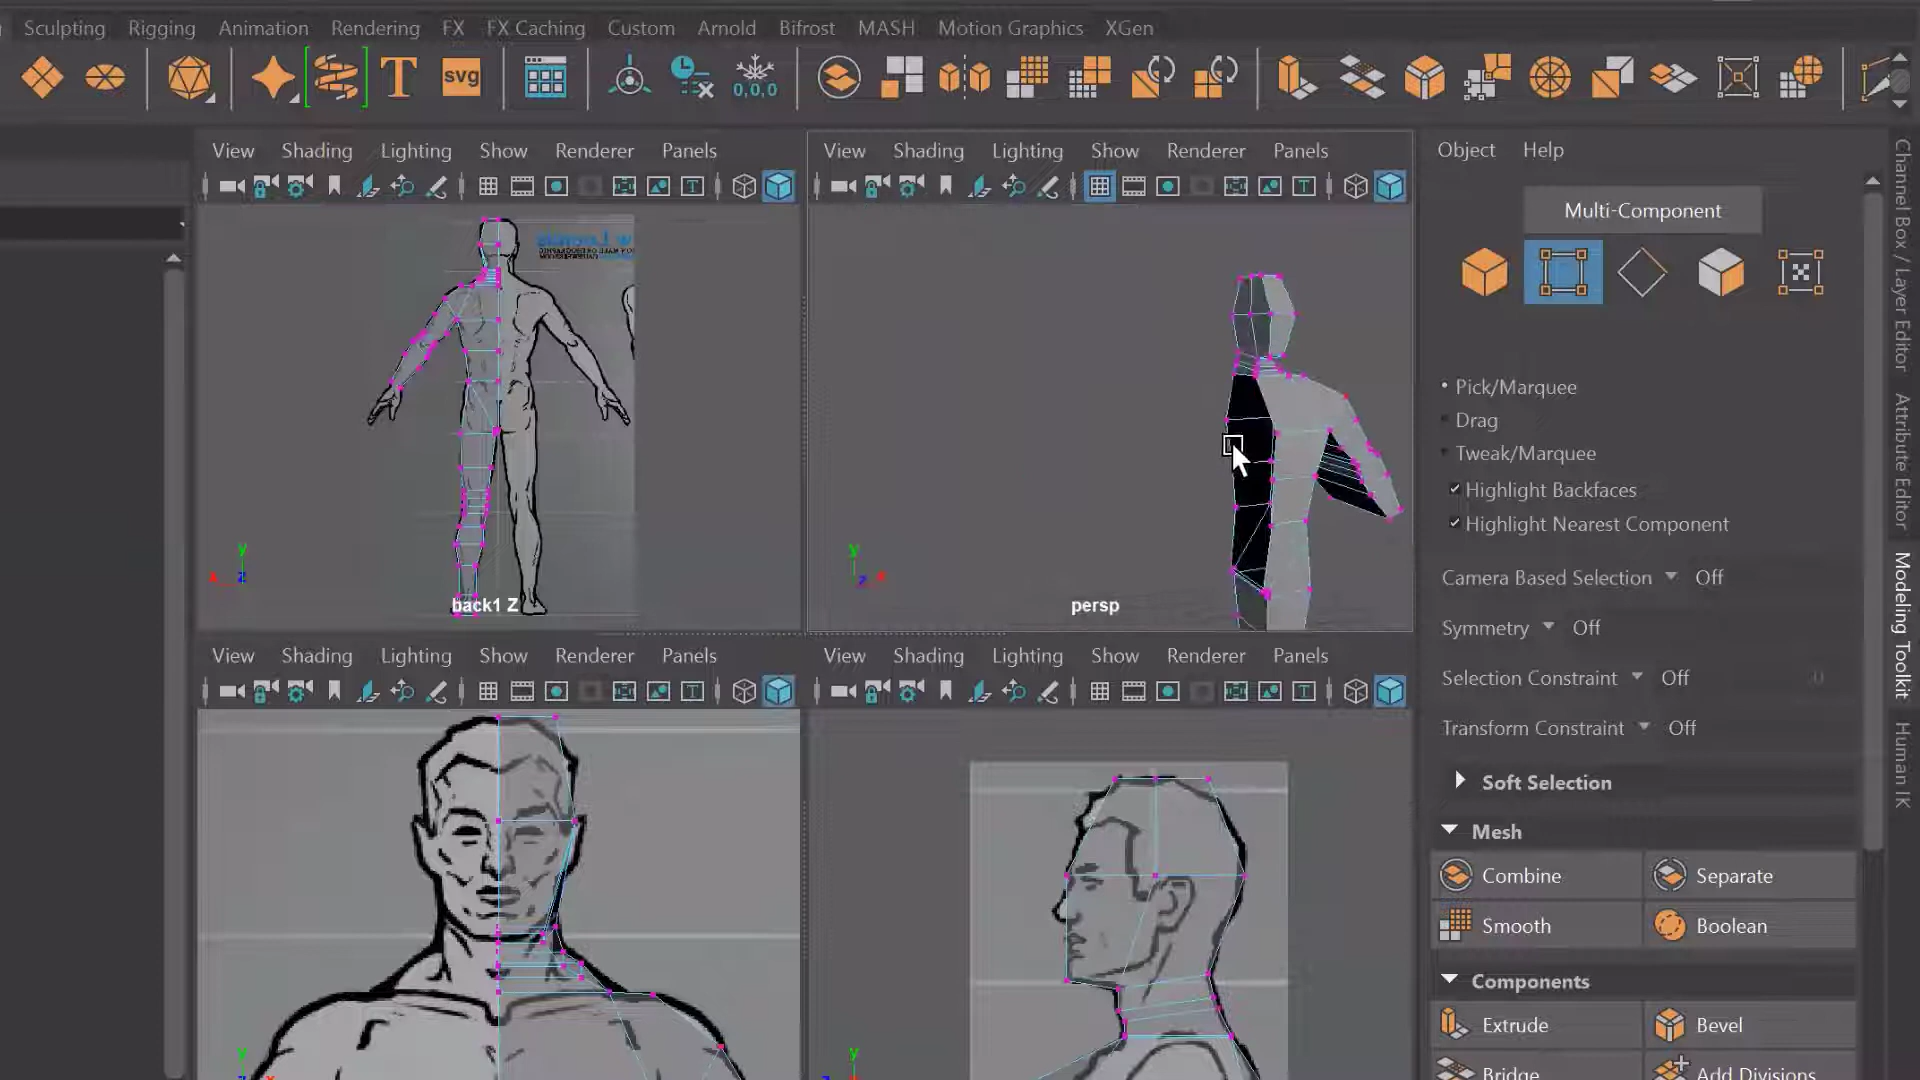 Sculpting Rigging Animation Rendering FX FX Caching Custom Arnold Bifrost MASH Motion Graphics XGen
T svg 0,0,0
View Shading Lighting Show Renderer Panels
View Shading Lighting Show Renderer Panels
Object Help
Multi-Component
Pick/Marquee
Drag
Tweak/Marquee
Highlight Backfaces
Highlight Nearest Component
Camera Based Selection Off
Symmetry Off
Selection Constraint Off 0
Transform Constraint Off
Soft Selection
Mesh
Combine Separate
Smooth Boolean
Components
Extrude Bevel
Bridge Add Divisions
y
x z
back1 Z
y
z x
persp
View Shading Lighting Show Renderer Panels
View Shading Lighting Show Renderer Panels
y
y
Channel Box / Layer Editor
Attribute Editor
Modeling Toolkit
Human IK